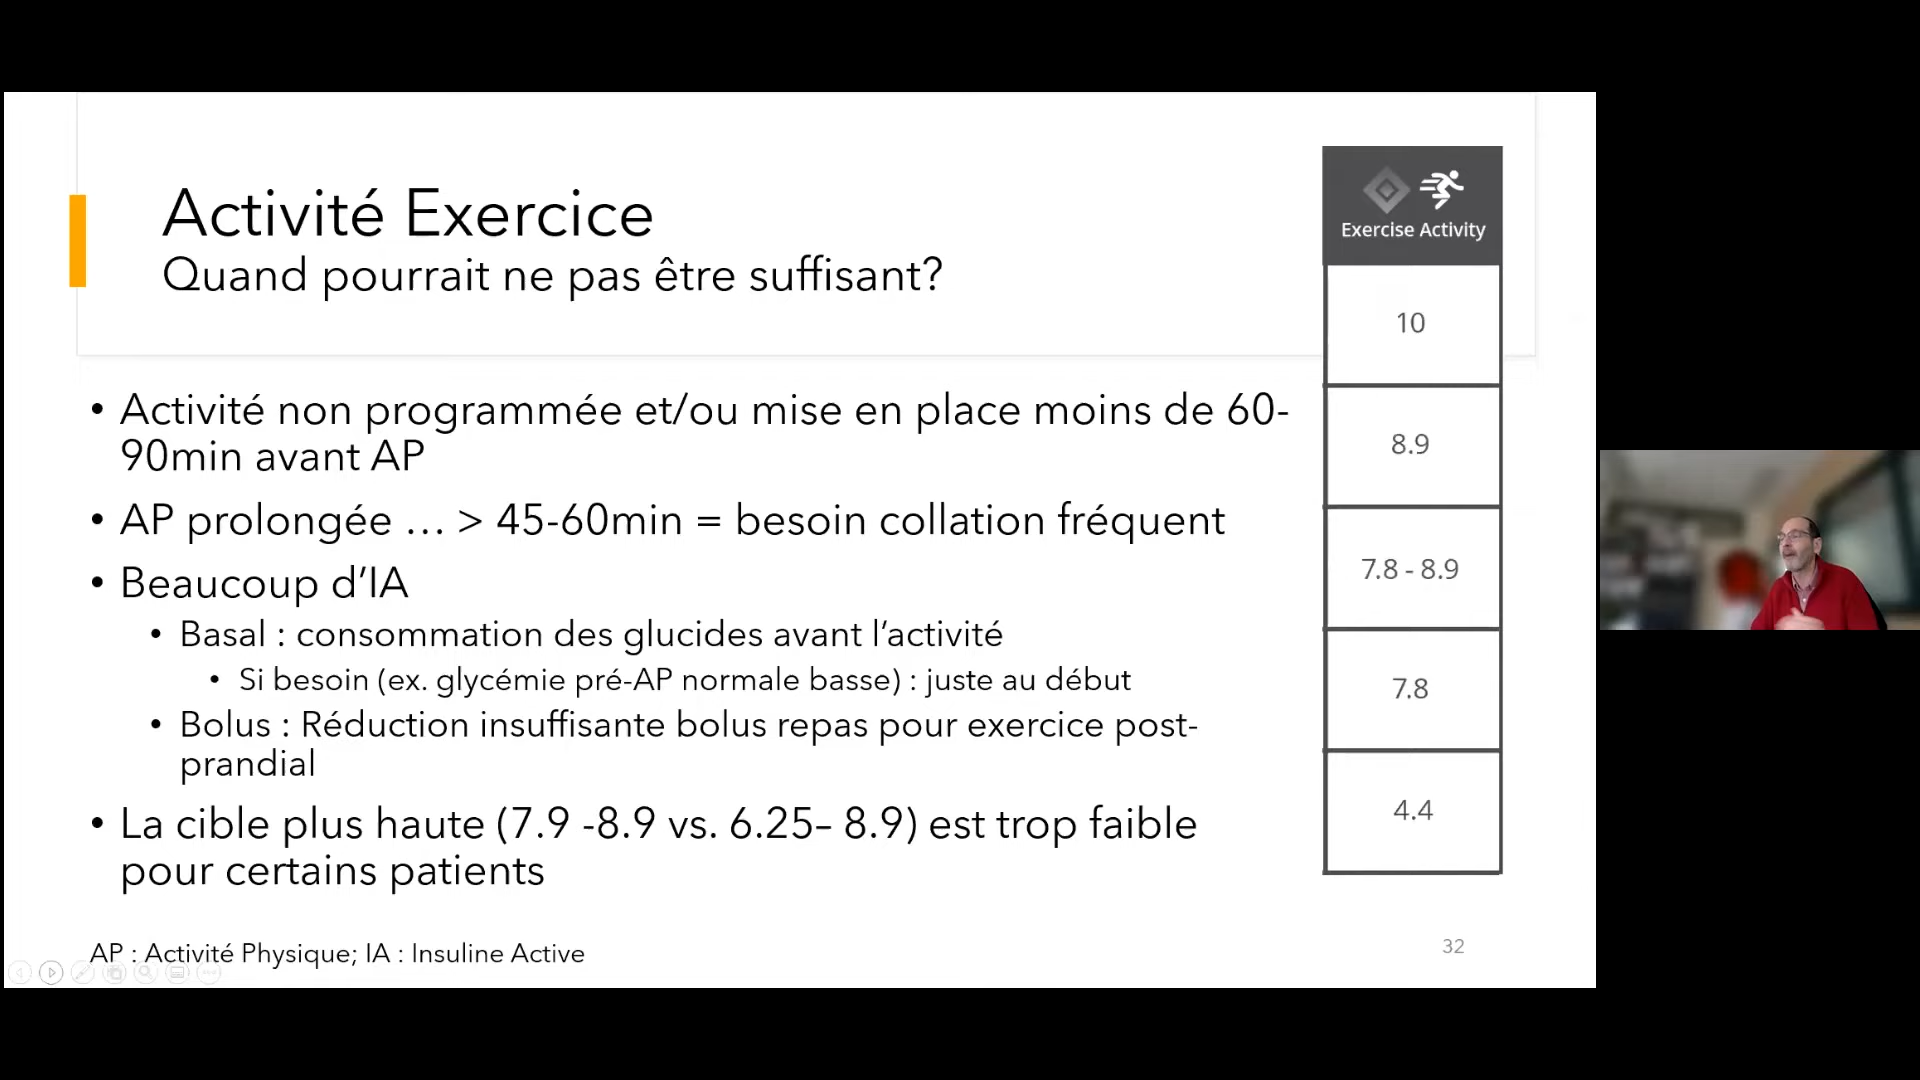 Activité Exercice
Quand pourrait ne pas être suffisant?
• Activité non programmée et/ou mise en place moins de 60-
90min avant AP
• AP prolongée … > 45-60min = besoin collation fréquent
• Beaucoup d’IA
• Basal : consommation des glucides avant l’activité
• Si besoin (ex. glycémie pré-AP normale basse) : juste au début
• Bolus : Réduction insuffisante bolus repas pour exercice post-
prandial
• La cible plus haute (7.9 -8.9 vs. 6.25– 8.9) est trop faible
pour certains patients
AP : Activité Physique; IA : Insuline Active
Exercise Activity
10
8.9
7.8 - 8.9
7.8
4.4
32